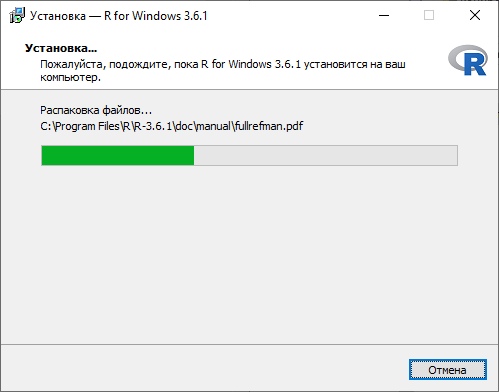 Установка — R for Windows 3.6.1
Установка...
Пожалуйста, подождите, пока R for Windows 3.6.1 установится на ваш
компьютер.
R
Распаковка файлов...
C:\Program Files\R\R-3.6.1\doc\manual\fullrefman.pdf
Отмена